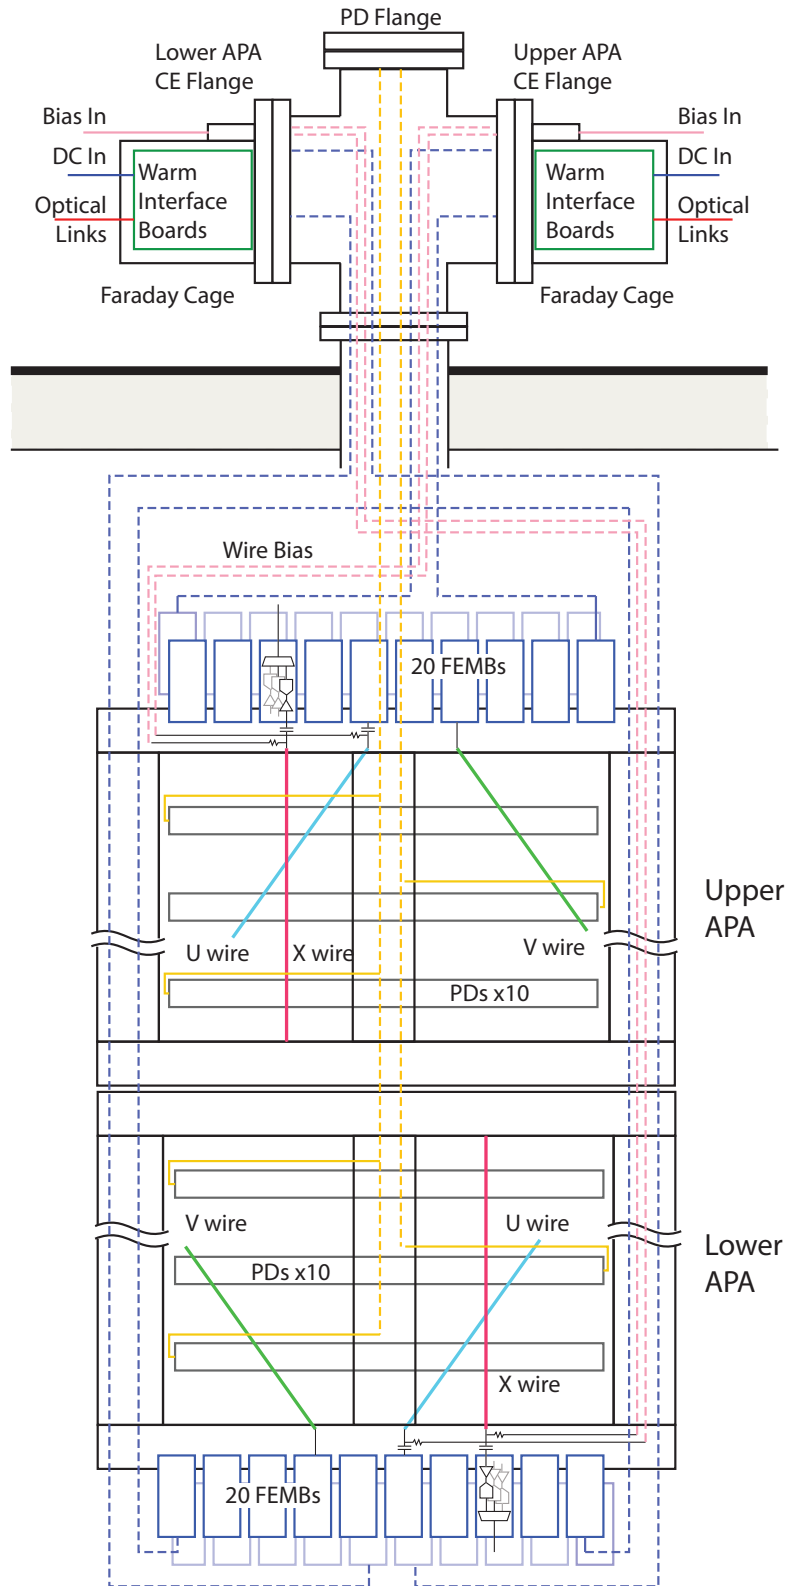 PD Flange
Lower APA
CE Flange
Upper APA
CE Flange
Bias In
DC In
Optical
Links
Warm
Interface
Boards
Faraday Cage
Bias In
DC In
Optical
Links
Warm
Interface
Boards
Faraday Cage
Wire Bias
20 FEMBs
U wire
X wire
V wire
PDs x10
Upper
APA
V wire
U wire
PDs x10
X wire
Lower
APA
20 FEMBs